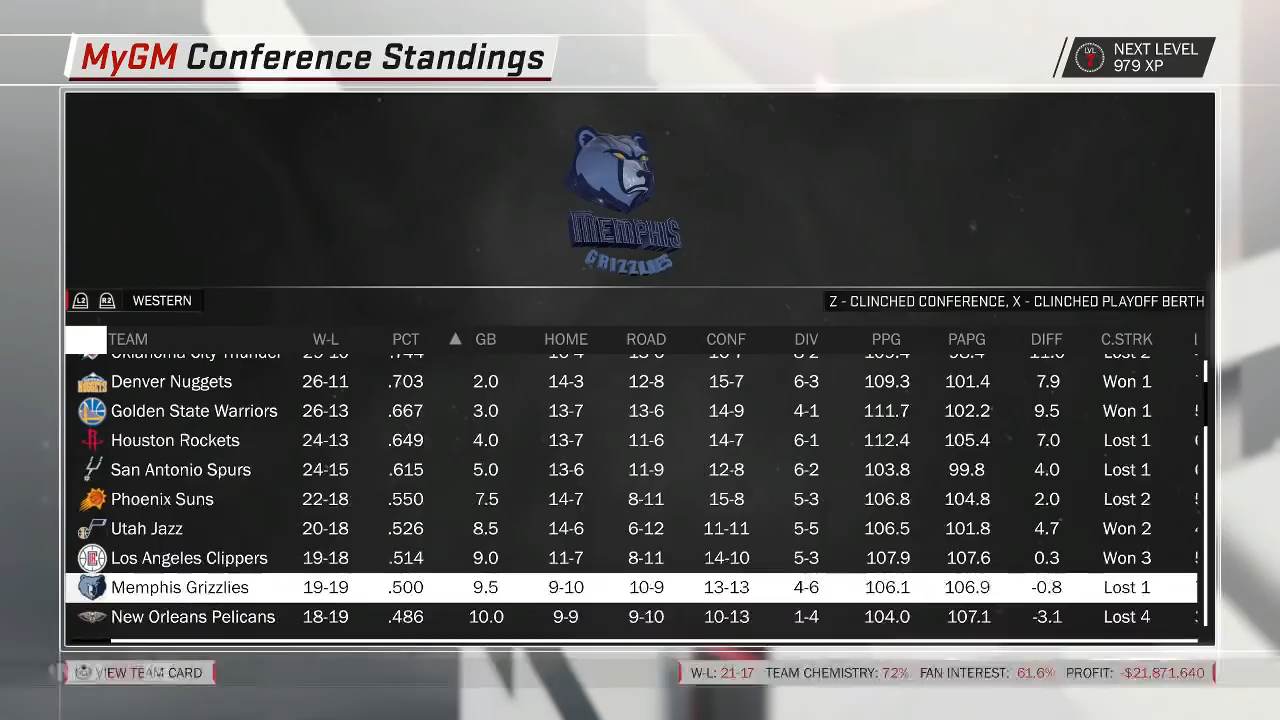 MyGM Conference Standings
LVL 7
NEXT LEVEL
979 XP
MEMPHIS
GRIZZLIES
L2 R2 WESTERN
Z - CLINCHED CONFERENCE, X - CLINCHED PLAYOFF BERTH
TEAM W-L PCT GB HOME ROAD CONF DIV PPG PAPG DIFF C.STRK
Oklahoma City Thunder
Denver Nuggets 26-11 .703 2.0 14-3 12-8 15-7 6-3 109.3 101.4 7.9 Won 1
Golden State Warriors 26-13 .667 3.0 13-7 13-6 14-9 4-1 111.7 102.2 9.5 Won 1
Houston Rockets 24-13 .649 4.0 13-7 11-6 14-7 6-1 112.4 105.4 7.0 Lost 1
San Antonio Spurs 24-15 .615 5.0 13-6 11-9 12-8 6-2 103.8 99.8 4.0 Lost 1
Phoenix Suns 22-18 .550 7.5 14-7 8-11 15-8 5-3 106.8 104.8 2.0 Lost 2
Utah Jazz 20-18 .526 8.5 14-6 6-12 11-11 5-5 106.5 101.8 4.7 Won 2
Los Angeles Clippers 19-18 .514 9.0 11-7 8-11 14-10 5-3 107.9 107.6 0.3 Won 3
Memphis Grizzlies 19-19 .500 9.5 9-10 10-9 13-13 4-6 106.1 106.9 -0.8 Lost 1
New Orleans Pelicans 18-19 .486 10.0 9-9 9-10 10-13 1-4 104.0 107.1 -3.1 Lost 4
VIEW TEAM CARD
W-L: 21-17 TEAM CHEMISTRY: 72% FAN INTEREST: 61.6% PROFIT: -$21,871,640